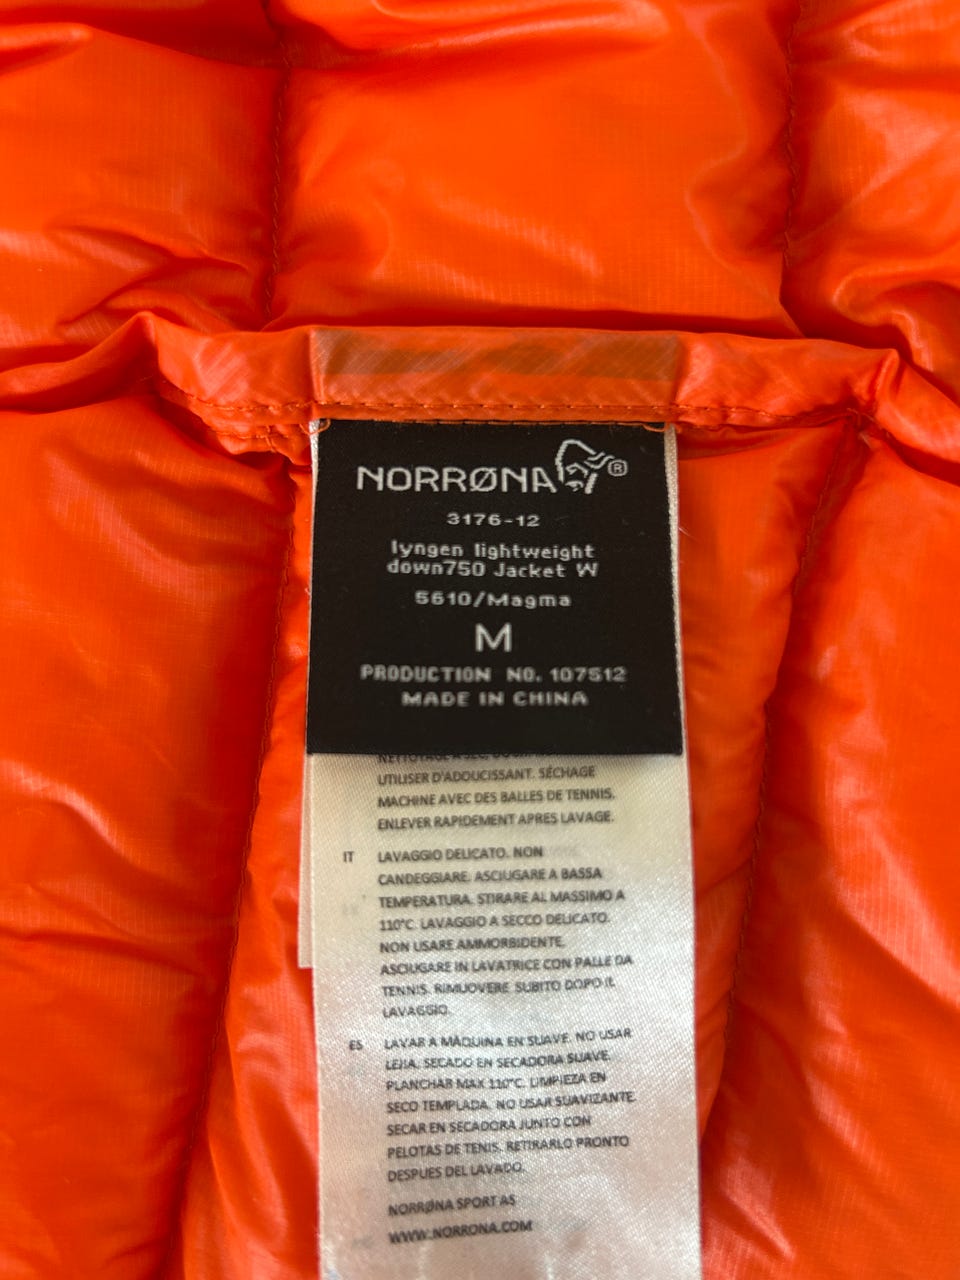 NORRØNA®
3176-12
lyngen lightweight
down750 Jacket W
5610/Magma
M
PRODUCTION NO. 107512
MADE IN CHINA
NETTOYAGE A SEC,
UTILISER D'ADOUCISSANT. SÉCHAGE
MACHINE AVEC DES BALLES DE TENNIS.
ENLEVER RAPIDEMENT APRES LAVAGE.
IT LAVAGGIO DELICATO. NON
CANDEGGIARE. ASCIUGARE A BASSA
TEMPERATURA. STIRARE AL MASSIMO A
110°C. LAVAGGIO A SECCO DELICATO.
NON USARE AMMORBIDENTE.
ASCIUGARE IN LAVATRICE CON PALLE DA
TENNIS. RIMUOVERE SUBITO DOPO IL
LAVAGGIO.
ES LAVAR A MÁQUINA EN SUAVE. NO USAR
LEJIA. SECADO EN SECADORA SUAVE.
PLANCHAR MAX 110°C. LIMPIEZA EN
SECO TEMPLADA. NO USAR SUAVIZANTE.
SECAR EN SECADORA JUNTO CON
PELOTAS DE TENIS. RETIRARLO PRONTO
DESPUES DEL LAVADO.
NORRØNA SPORT AS
WWW.NORRONA.COM